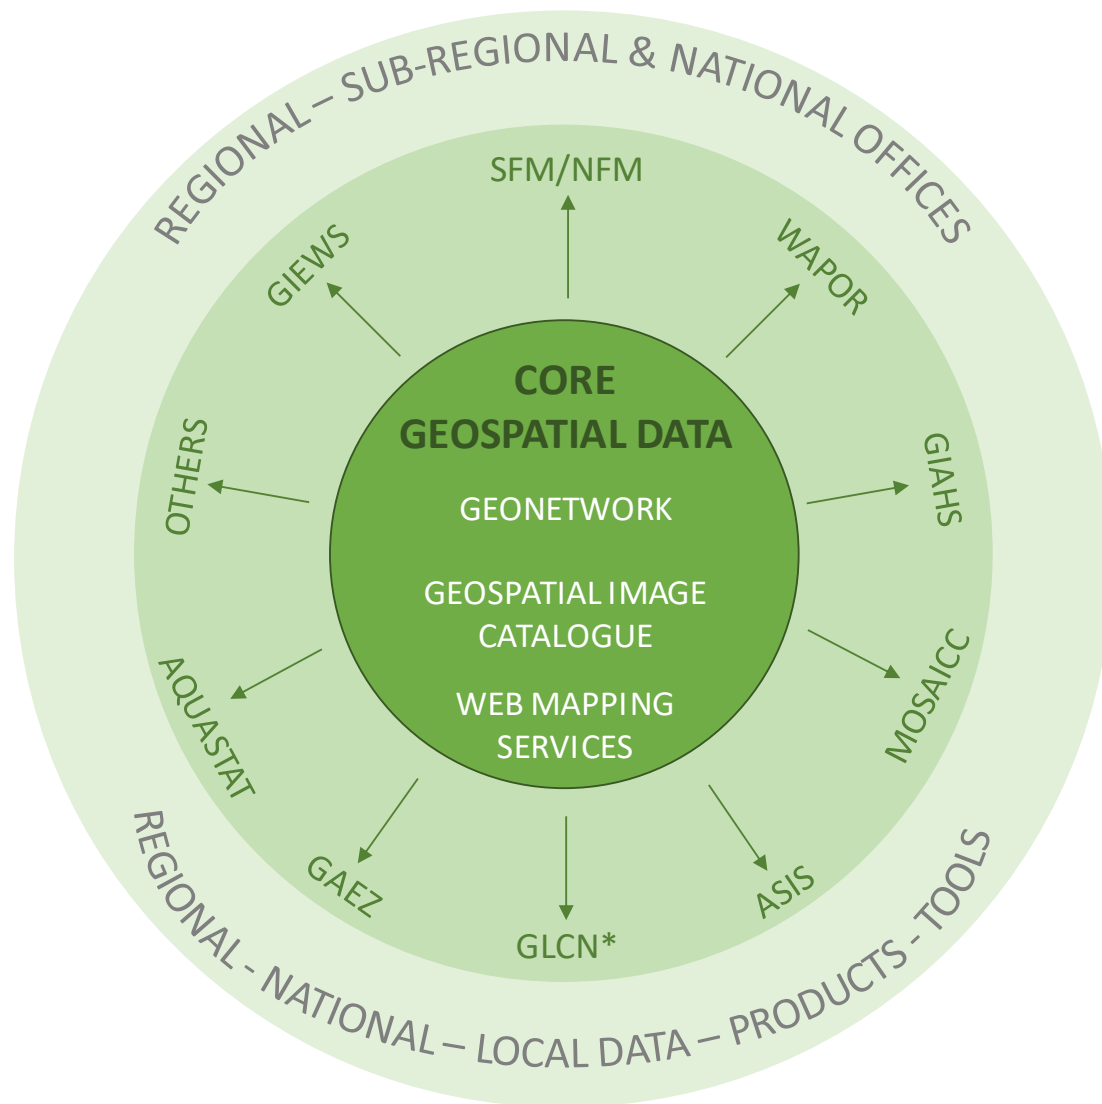 REGIONAL – SUB-REGIONAL & NATIONAL OFFICES
SFM/NFM
WAPOR
GIAHS
MOSAICC
ASIS
GLCN*
GAEZ
AQUASTAT
OTHERS
GIEWS
CORE
GEOSPATIAL DATA
GEONETWORK
GEOSPATIAL IMAGE
CATALOGUE
WEB MAPPING
SERVICES
REGIONAL - NATIONAL – LOCAL DATA – PRODUCTS - TOOLS